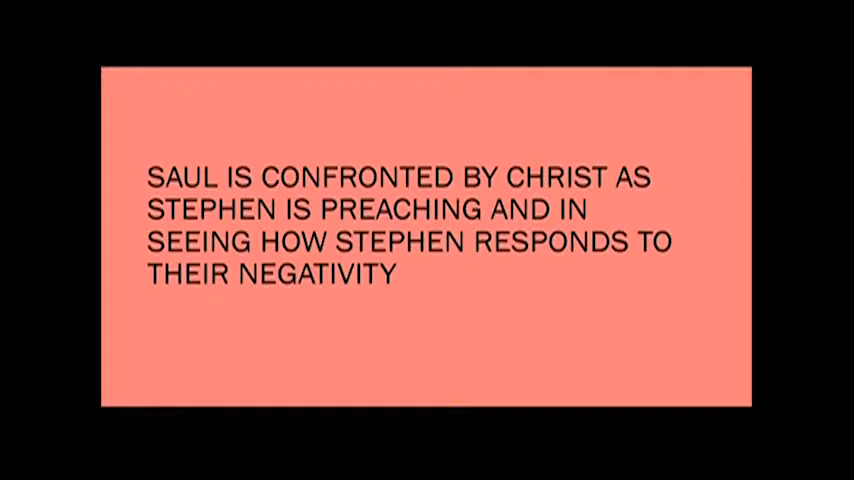 SAUL IS CONFRONTED BY CHRIST AS
STEPHEN IS PREACHING AND IN
SEEING HOW STEPHEN RESPONDS TO
THEIR NEGATIVITY